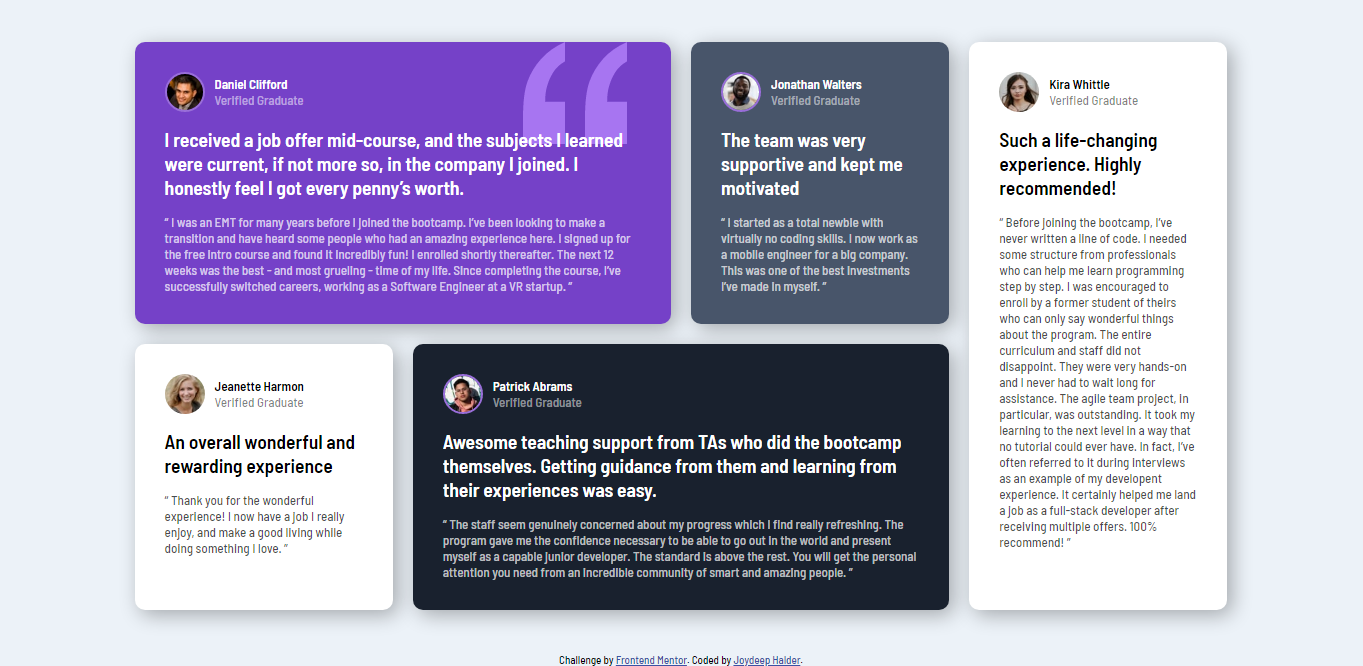 Daniel Clifford
Verified Graduate
I received a job offer mid-course, and the subjects I learned
were current, if not more so, in the company I joined. I
honestly feel I got every penny’s worth.
“ I was an EMT for many years before I joined the bootcamp. I’ve been looking to make a
transition and have heard some people who had an amazing experience here. I signed up for
the free intro course and found it incredibly fun! I enrolled shortly thereafter. The next 12
weeks was the best - and most grueling - time of my life. Since completing the course, I’ve
successfully switched careers, working as a Software Engineer at a VR startup. ”
Jonathan Walters
Verified Graduate
The team was very
supportive and kept me
motivated
“ I started as a total newbie with
virtually no coding skills. I now work as
a mobile engineer for a big company.
This was one of the best investments
I’ve made in myself. ”
Kira Whittle
Verified Graduate
Such a life-changing
experience. Highly
recommended!
“ Before joining the bootcamp, I’ve
never written a line of code. I needed
some structure from professionals
who can help me learn programming
step by step. I was encouraged to
enroll by a former student of theirs
who can only say wonderful things
about the program. The entire
curriculum and staff did not
disappoint. They were very hands-on
and I never had to wait long for
assistance. The agile team project, in
particular, was outstanding. It took my
learning to the next level in a way that
no tutorial could ever have. In fact, I’ve
often referred to it during interviews
as an example of my developent
experience. It certainly helped me land
a job as a full-stack developer after
receiving multiple offers. 100%
recommend! ”
Jeanette Harmon
Verified Graduate
An overall wonderful and
rewarding experience
“ Thank you for the wonderful
experience! I now have a job I really
enjoy, and make a good living while
doing something I love. ”
Patrick Abrams
Verified Graduate
Awesome teaching support from TAs who did the bootcamp
themselves. Getting guidance from them and learning from
their experiences was easy.
“ The staff seem genuinely concerned about my progress which I find really refreshing. The
program gave me the confidence necessary to be able to go out in the world and present
myself as a capable junior developer. The standard is above the rest. You will get the personal
attention you need from an incredible community of smart and amazing people. ”
Challenge by Frontend Mentor. Coded by Joydeep Halder.